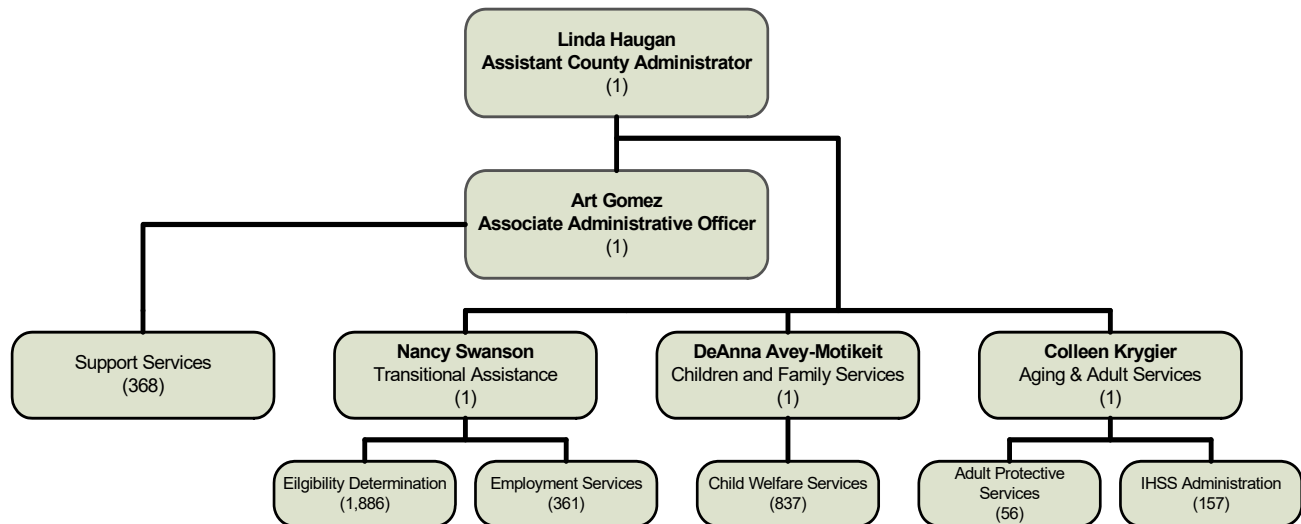 Linda Haugan
Assistant County Administrator
(1)
Art Gomez
Associate Administrative Officer
(1)
Support Services
(368)
Nancy Swanson
Transitional Assistance
(1)
DeAnna Avey-Motikeit
Children and Family Services
(1)
Colleen Krygier
Aging & Adult Services
(1)
Eilgibility Determination
(1,886)
Employment Services
(361)
Child Welfare Services
(837)
Adult Protective
Services
(56)
IHSS Administration
(157)